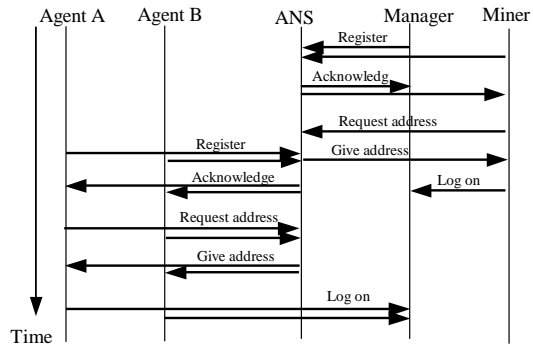 Agent A Agent B ANS Manager Miner
Register
Acknowledg
Request address
Register Give address
Acknowledge Log on
Request address
Give address
Log on
Time